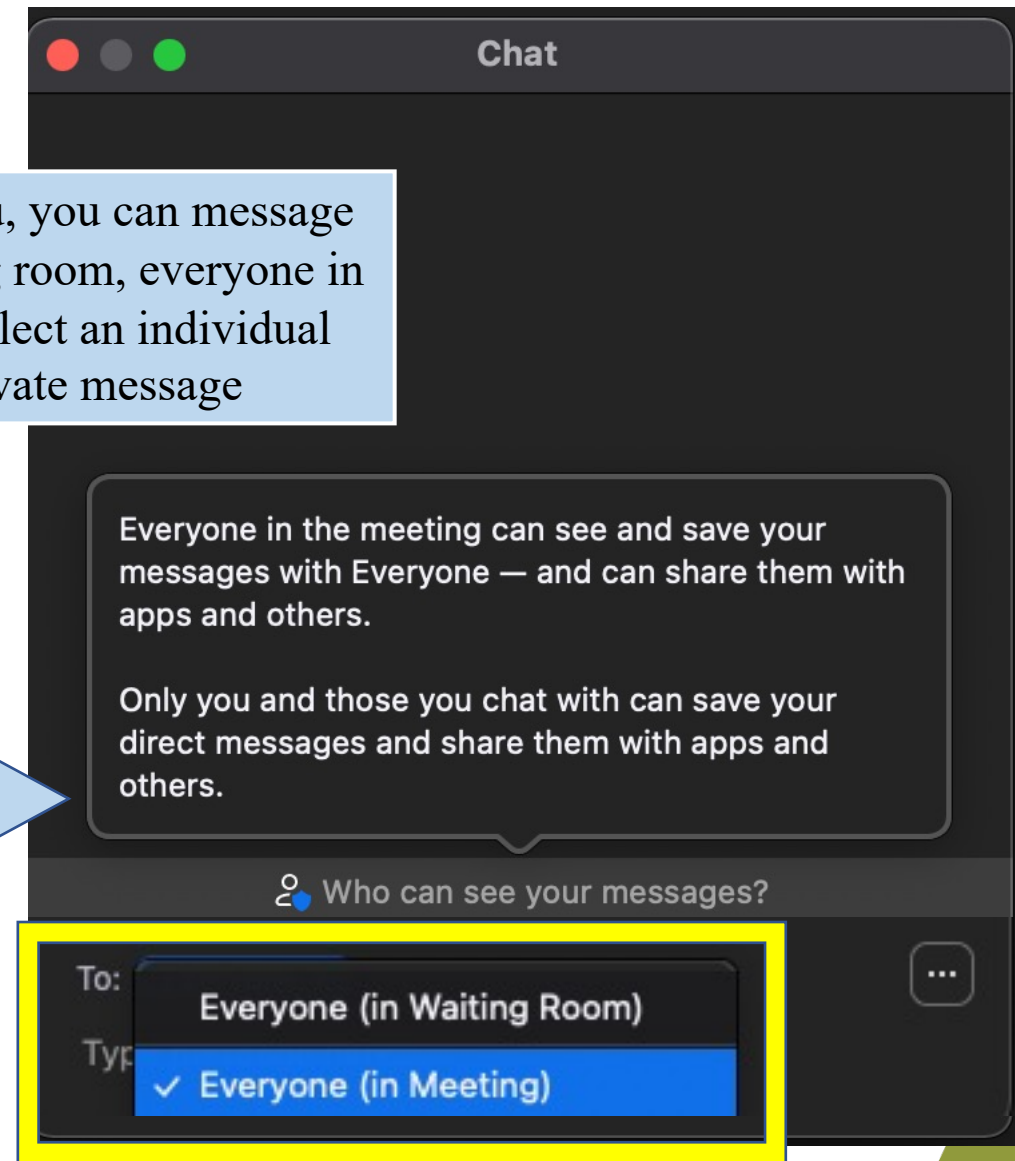 Chat
, you can message
room, everyone in
lect an individual
vate message
Everyone in the meeting can see and save your
messages with Everyone — and can share them with
apps and others.
Only you and those you chat with can save your
direct messages and share them with apps and
others.
Who can see your messages?
To:
Everyone (in Waiting Room)
Typ
✓ Everyone (in Meeting)